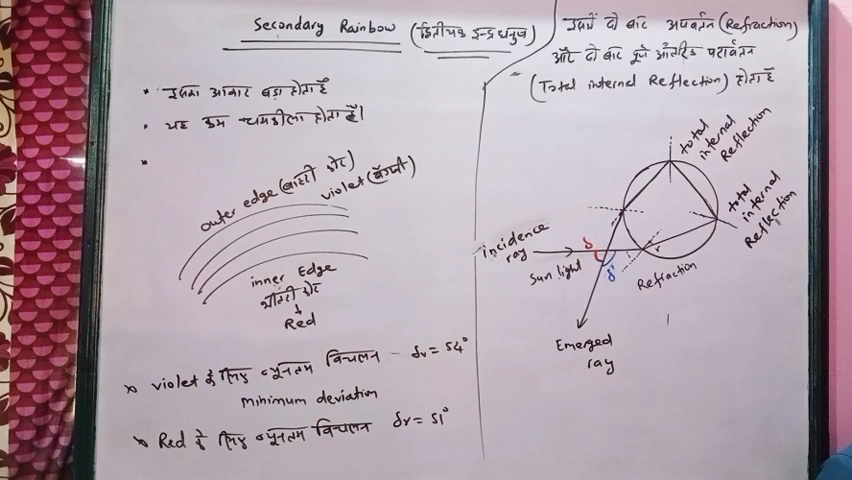 Secondary Rainbow (द्वितीयक इन्द्रधनुष)
इसका आकार बड़ा होता है
यह कम चमकीला होता है।
outer edge (बाहरी कोर)
violet (बैंगनी)
inner Edge
भीतरी कोर
Red
violet के लिए न्यूनतम विचलन - δv = 54°
Minimum deviation
Red के लिए न्यूनतम विचलन δr = 51°
इसमें दो बार अपवर्तन (Refraction)
और दो बार पूर्ण आंतरिक परावर्तन
(Total internal Reflection) होता है
total internal Reflection
total internal Reflection
incidence ray
Sun light
δ
δ'
r
Refraction
Emerged ray